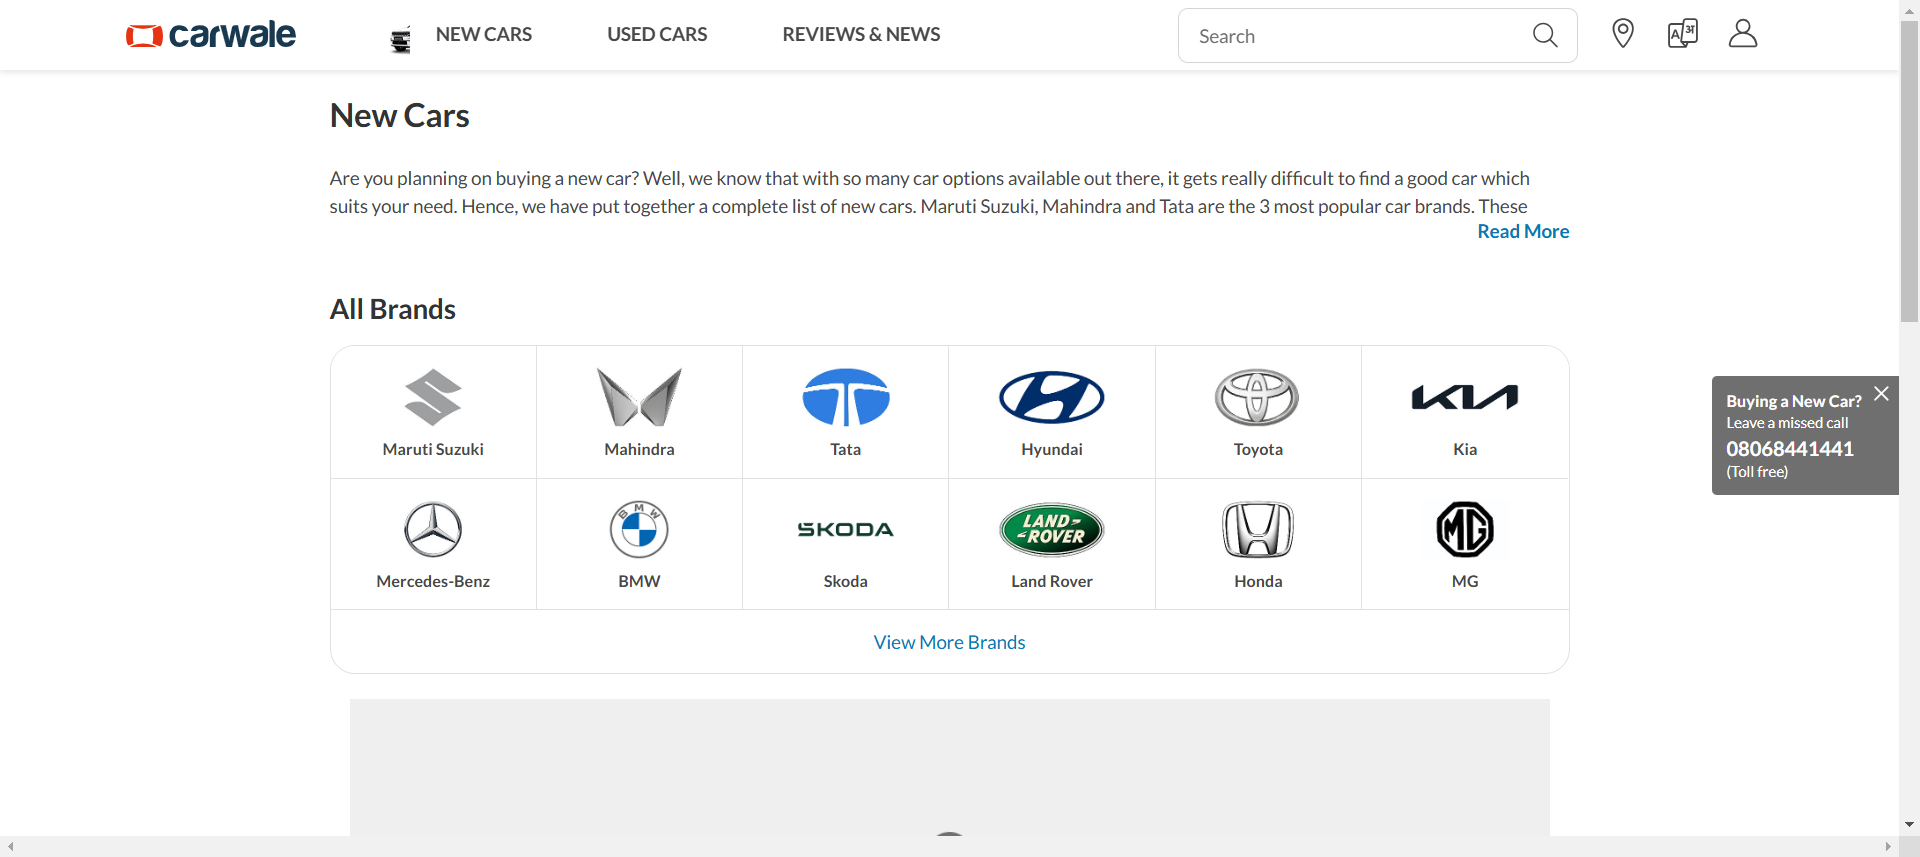 carwale NEW CARS USED CARS REVIEWS & NEWS Search A अ
New Cars
Are you planning on buying a new car? Well, we know that with so many car options available out there, it gets really difficult to find a good car which
suits your need. Hence, we have put together a complete list of new cars. Maruti Suzuki, Mahindra and Tata are the 3 most popular car brands. These
Read More
All Brands
KIA
Maruti Suzuki Mahindra Tata Hyundai Toyota Kia
BMW SKODA LAND ROVER MG
Mercedes-Benz BMW Skoda Land Rover Honda MG
View More Brands
Buying a New Car?
Leave a missed call
08068441441
(Toll free)